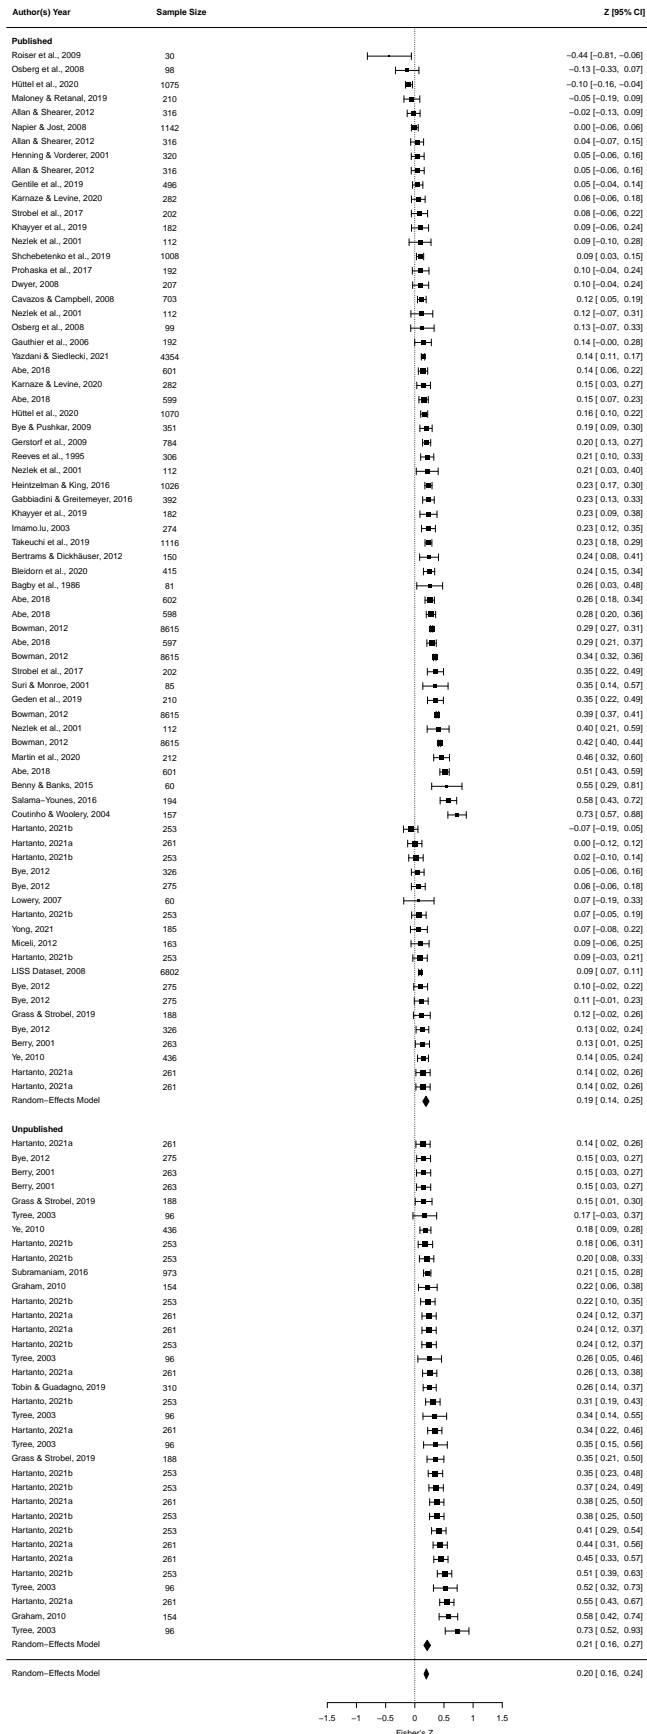 Author(s) Year Sample Size Z [95% CI]
Published
Roiser et al., 2009 30 −0.44 [−0.81, −0.06]
Osberg et al., 2008 98 −0.13 [−0.33, 0.07]
Hüttel et al., 2020 1075 −0.10 [−0.16, −0.04]
Maloney & Retanal, 2019 210 −0.05 [−0.19, 0.09]
Allan & Shearer, 2012 316 −0.02 [−0.13, 0.09]
Napier & Jost, 2008 1142 0.00 [−0.06, 0.06]
Allan & Shearer, 2012 316 0.04 [−0.07, 0.15]
Henning & Vorderer, 2001 320 0.05 [−0.06, 0.16]
Allan & Shearer, 2012 316 0.05 [−0.06, 0.16]
Gentile et al., 2019 496 0.05 [−0.04, 0.14]
Karnaze & Levine, 2020 282 0.06 [−0.06, 0.18]
Strobel et al., 2017 202 0.08 [−0.06, 0.22]
Khayyer et al., 2019 182 0.09 [−0.06, 0.24]
Nezlek et al., 2001 112 0.09 [−0.10, 0.28]
Shchebetenko et al., 2019 1008 0.09 [ 0.03, 0.15]
Prohaska et al., 2017 192 0.10 [−0.04, 0.24]
Dwyer, 2008 207 0.10 [−0.04, 0.24]
Cavazos & Campbell, 2008 703 0.12 [ 0.05, 0.19]
Nezlek et al., 2001 112 0.12 [−0.07, 0.31]
Osberg et al., 2008 99 0.13 [−0.07, 0.33]
Gauthier et al., 2006 192 0.14 [−0.00, 0.28]
Yazdani & Siedlecki, 2021 4354 0.14 [ 0.11, 0.17]
Abe, 2018 601 0.14 [ 0.06, 0.22]
Karnaze & Levine, 2020 282 0.15 [ 0.03, 0.27]
Abe, 2018 599 0.15 [ 0.07, 0.23]
Hüttel et al., 2020 1070 0.16 [ 0.10, 0.22]
Bye & Pushkar, 2009 351 0.19 [ 0.09, 0.30]
Gerstorf et al., 2009 784 0.20 [ 0.13, 0.27]
Reeves et al., 1995 306 0.21 [ 0.10, 0.33]
Nezlek et al., 2001 112 0.21 [ 0.03, 0.40]
Heintzelman & King, 2016 1026 0.23 [ 0.17, 0.30]
Gabbiadini & Greitemeyer, 2016 392 0.23 [ 0.13, 0.33]
Khayyer et al., 2019 182 0.23 [ 0.09, 0.38]
Imamo.lu, 2003 274 0.23 [ 0.12, 0.35]
Takeuchi et al., 2019 1116 0.23 [ 0.18, 0.29]
Bertrams & Dickhäuser, 2012 150 0.24 [ 0.08, 0.41]
Bleidorn et al., 2020 415 0.24 [ 0.15, 0.34]
Bagby et al., 1986 81 0.26 [ 0.03, 0.48]
Abe, 2018 602 0.26 [ 0.18, 0.34]
Abe, 2018 598 0.28 [ 0.20, 0.36]
Bowman, 2012 8615 0.29 [ 0.27, 0.31]
Abe, 2018 597 0.29 [ 0.21, 0.37]
Bowman, 2012 8615 0.34 [ 0.32, 0.36]
Strobel et al., 2017 202 0.35 [ 0.22, 0.49]
Suri & Monroe, 2001 85 0.35 [ 0.14, 0.57]
Geden et al., 2019 210 0.35 [ 0.22, 0.49]
Bowman, 2012 8615 0.39 [ 0.37, 0.41]
Nezlek et al., 2001 112 0.40 [ 0.21, 0.59]
Bowman, 2012 8615 0.42 [ 0.40, 0.44]
Martin et al., 2020 212 0.46 [ 0.32, 0.60]
Abe, 2018 601 0.51 [ 0.43, 0.59]
Benny & Banks, 2015 60 0.55 [ 0.29, 0.81]
Salama−Younes, 2016 194 0.58 [ 0.43, 0.72]
Coutinho & Woolery, 2004 157 0.73 [ 0.57, 0.88]
Hartanto, 2021b 253 −0.07 [−0.19, 0.05]
Hartanto, 2021a 261 0.00 [−0.12, 0.12]
Hartanto, 2021b 253 0.02 [−0.10, 0.14]
Bye, 2012 326 0.05 [−0.06, 0.16]
Bye, 2012 275 0.06 [−0.06, 0.18]
Lowery, 2007 60 0.07 [−0.19, 0.33]
Hartanto, 2021b 253 0.07 [−0.05, 0.19]
Yong, 2021 185 0.07 [−0.08, 0.22]
Miceli, 2012 163 0.09 [−0.06, 0.25]
Hartanto, 2021b 253 0.09 [−0.03, 0.21]
LISS Dataset, 2008 6802 0.09 [ 0.07, 0.11]
Bye, 2012 275 0.10 [−0.02, 0.22]
Bye, 2012 275 0.11 [−0.01, 0.23]
Grass & Strobel, 2019 188 0.12 [−0.02, 0.26]
Bye, 2012 326 0.13 [ 0.02, 0.24]
Berry, 2001 263 0.13 [ 0.01, 0.25]
Ye, 2010 436 0.14 [ 0.05, 0.24]
Hartanto, 2021a 261 0.14 [ 0.02, 0.26]
Hartanto, 2021a 261 0.14 [ 0.02, 0.26]
Random−Effects Model 0.19 [ 0.14, 0.25]
Unpublished
Hartanto, 2021a 261 0.14 [ 0.02, 0.26]
Bye, 2012 275 0.15 [ 0.03, 0.27]
Berry, 2001 263 0.15 [ 0.03, 0.27]
Berry, 2001 263 0.15 [ 0.03, 0.27]
Grass & Strobel, 2019 188 0.15 [ 0.01, 0.30]
Tyree, 2003 96 0.17 [−0.03, 0.37]
Ye, 2010 436 0.18 [ 0.09, 0.28]
Hartanto, 2021b 253 0.18 [ 0.06, 0.31]
Hartanto, 2021b 253 0.20 [ 0.08, 0.33]
Subramaniam, 2016 973 0.21 [ 0.15, 0.28]
Graham, 2010 154 0.22 [ 0.06, 0.38]
Hartanto, 2021b 253 0.22 [ 0.10, 0.35]
Hartanto, 2021a 261 0.24 [ 0.12, 0.37]
Hartanto, 2021a 261 0.24 [ 0.12, 0.37]
Hartanto, 2021b 253 0.24 [ 0.12, 0.37]
Tyree, 2003 96 0.26 [ 0.05, 0.46]
Hartanto, 2021a 261 0.26 [ 0.13, 0.38]
Tobin & Guadagno, 2019 310 0.26 [ 0.14, 0.37]
Hartanto, 2021b 253 0.31 [ 0.19, 0.43]
Tyree, 2003 96 0.34 [ 0.14, 0.55]
Hartanto, 2021a 261 0.34 [ 0.22, 0.46]
Tyree, 2003 96 0.35 [ 0.15, 0.56]
Grass & Strobel, 2019 188 0.35 [ 0.21, 0.50]
Hartanto, 2021b 253 0.35 [ 0.23, 0.48]
Hartanto, 2021b 253 0.37 [ 0.24, 0.49]
Hartanto, 2021a 261 0.38 [ 0.25, 0.50]
Hartanto, 2021b 253 0.38 [ 0.25, 0.50]
Hartanto, 2021b 253 0.41 [ 0.29, 0.54]
Hartanto, 2021a 261 0.44 [ 0.31, 0.56]
Hartanto, 2021a 261 0.45 [ 0.33, 0.57]
Hartanto, 2021b 253 0.51 [ 0.39, 0.63]
Tyree, 2003 96 0.52 [ 0.32, 0.73]
Hartanto, 2021a 261 0.55 [ 0.43, 0.67]
Graham, 2010 154 0.58 [ 0.42, 0.74]
Tyree, 2003 96 0.73 [ 0.52, 0.93]
Random−Effects Model 0.21 [ 0.16, 0.27]
Random−Effects Model 0.20 [ 0.16, 0.24]
−1.5 −1 −0.5 0 0.5 1 1.5
Fisher's Z